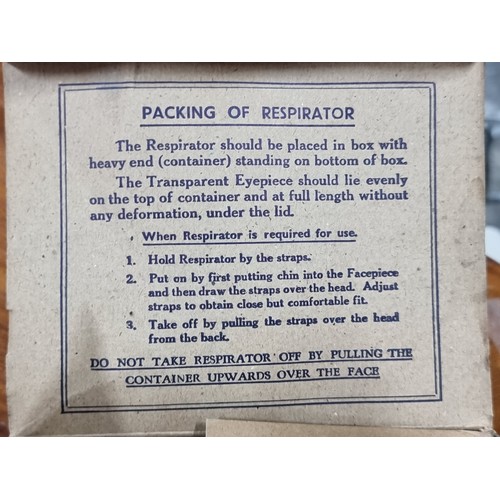 PACKING OF RESPIRATOR
The Respirator should be placed in box with
heavy end (container) standing on bottom of box.
The Transparent Eyepiece should lie evenly
on the top of container and at full length without
any deformation, under the lid.
When Respirator is required for use.
1. Hold Respirator by the straps.
2. Put on by first putting chin into the Facepiece
and then draw the straps over the head. Adjust
straps to obtain close but comfortable fit.
3. Take off by pulling the straps over the head
from the back.
DO NOT TAKE RESPIRATOR OFF BY PULLING THE
CONTAINER UPWARDS OVER THE FACE